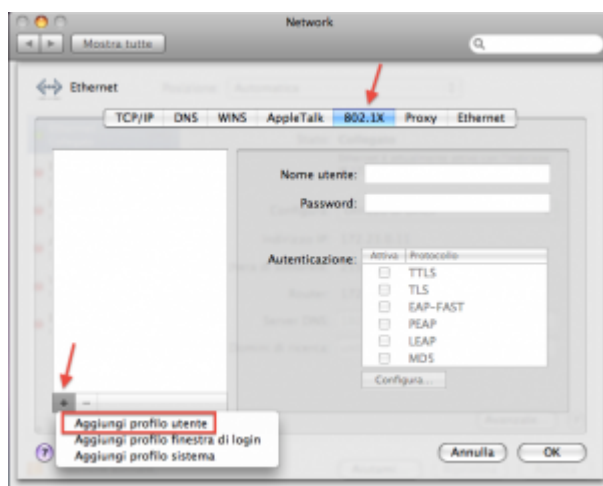 Network
Mostra tutte
Ethernet
TCP/IP DNS WINS AppleTalk 802.1X Proxy Ethernet
Nome utente:
Password:
Autenticazione:
Attiva Protocollo
TTLS
TLS
EAP-FAST
PEAP
LEAP
MD5
Configura...
+ -
Aggiungi profilo utente
Aggiungi profilo finestra di login
Aggiungi profilo sistema
?
Annulla OK